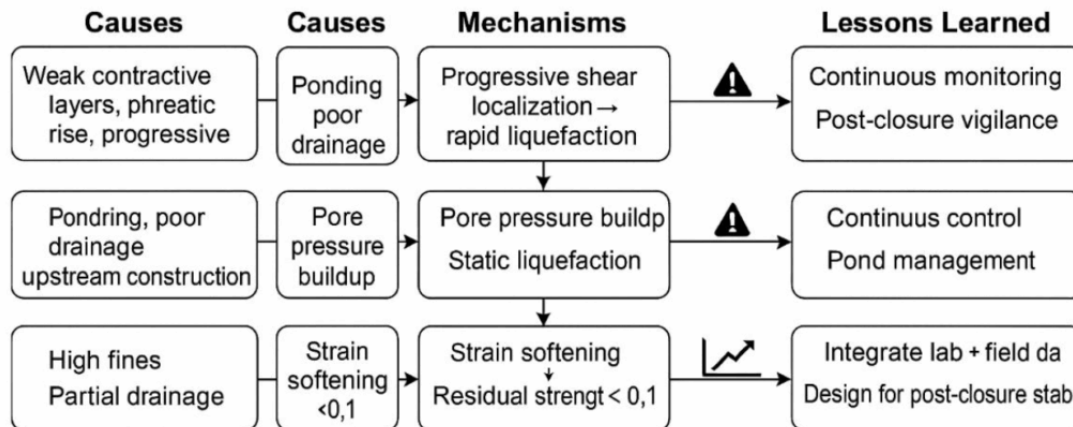 Causes
Causes
Mechanisms
Lessons Learned
Weak contractive
layers, phreatic
rise, progressive
Ponding
poor
drainage
Progressive shear
localization →
rapid liquefaction
Continuous monitoring
Post-closure vigilance
Pondring, poor
drainage
upstream construction
Pore
pressure
buildup
Pore pressure buildp
Static liquefaction
Continuus control
Pond management
High fines
Partial drainage
Strain
softening
<0,1
Strain softening
↓
Residual strengt < 0,1
Integrate lab + field da
Design for post-closure stab